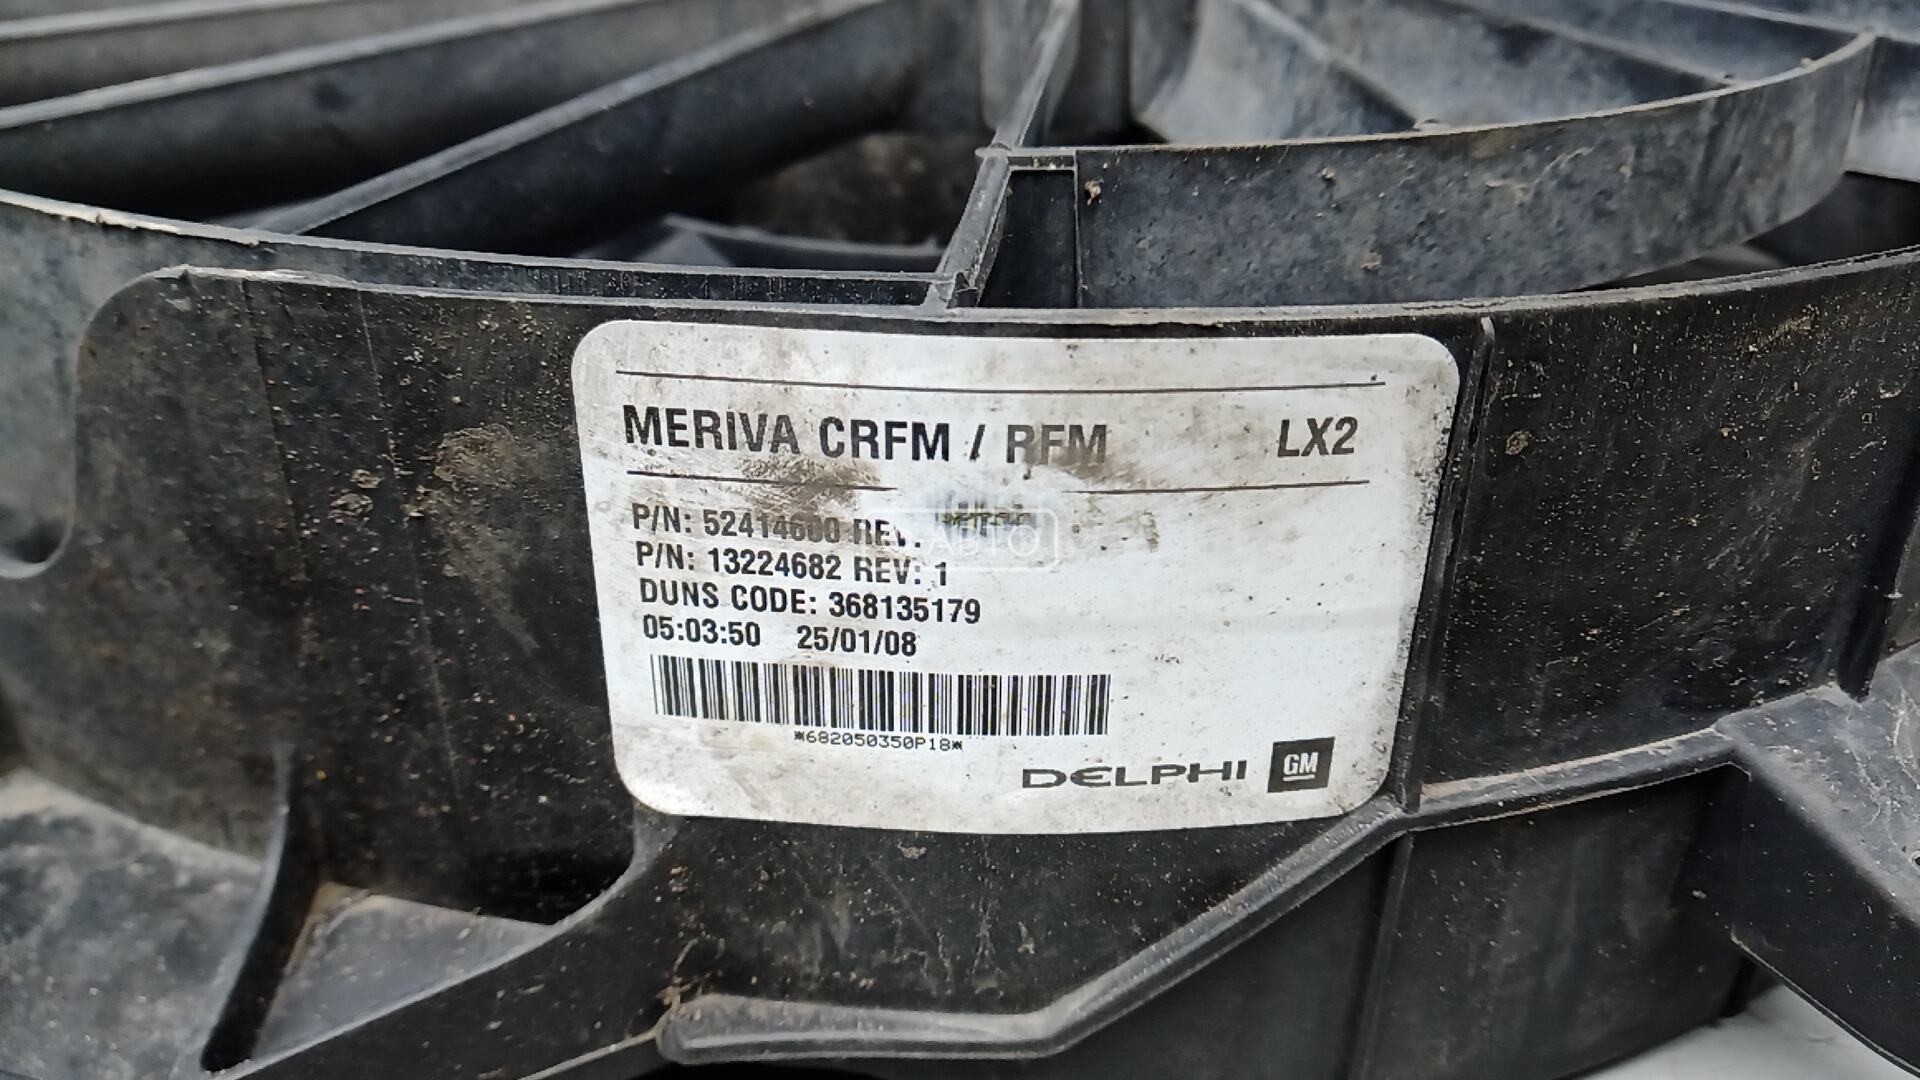 MERIVA CRFM / RFM LX2
P/N: 52414600 REV:
P/N: 13224682 REV: 1
DUNS CODE: 368135179
05:03:50 25/01/08
*682050350P18*
DELPHI GM
АВТО